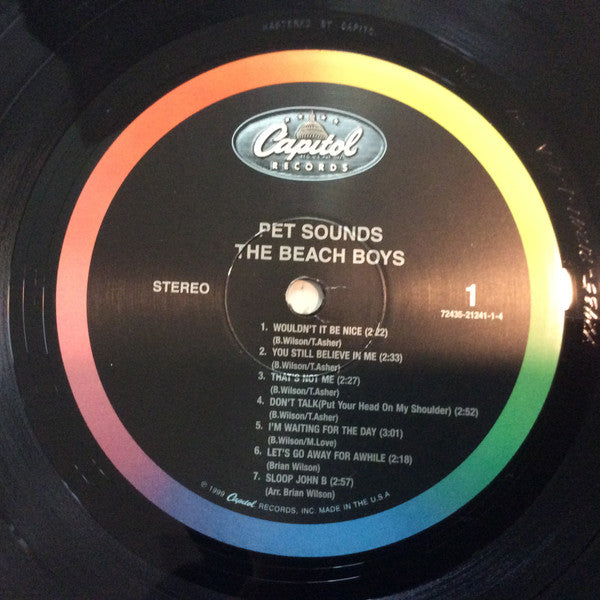 MASTERED BY CAPITOL
Capitol
RECORDS
PET SOUNDS
THE BEACH BOYS
STEREO
1
72435-21241-1-4
1. WOULDN'T IT BE NICE (2:22)
(B.Wilson/T.Asher)
2. YOU STILL BELIEVE IN ME (2:33)
(B.Wilson/T.Asher)
3. THAT'S NOT ME (2:27)
(B.Wilson/T.Asher)
4. DON'T TALK(Put Your Head On My Shoulder) (2:52)
(B.Wilson/T.Asher)
5. I'M WAITING FOR THE DAY (3:01)
(B.Wilson/M.Love)
6. LET'S GO AWAY FOR AWHILE (2:18)
(Brian Wilson)
7. SLOOP JOHN B (2:57)
(Arr. Brian Wilson)
℗ 1999 Capitol RECORDS, INC. MADE IN THE U.S.A